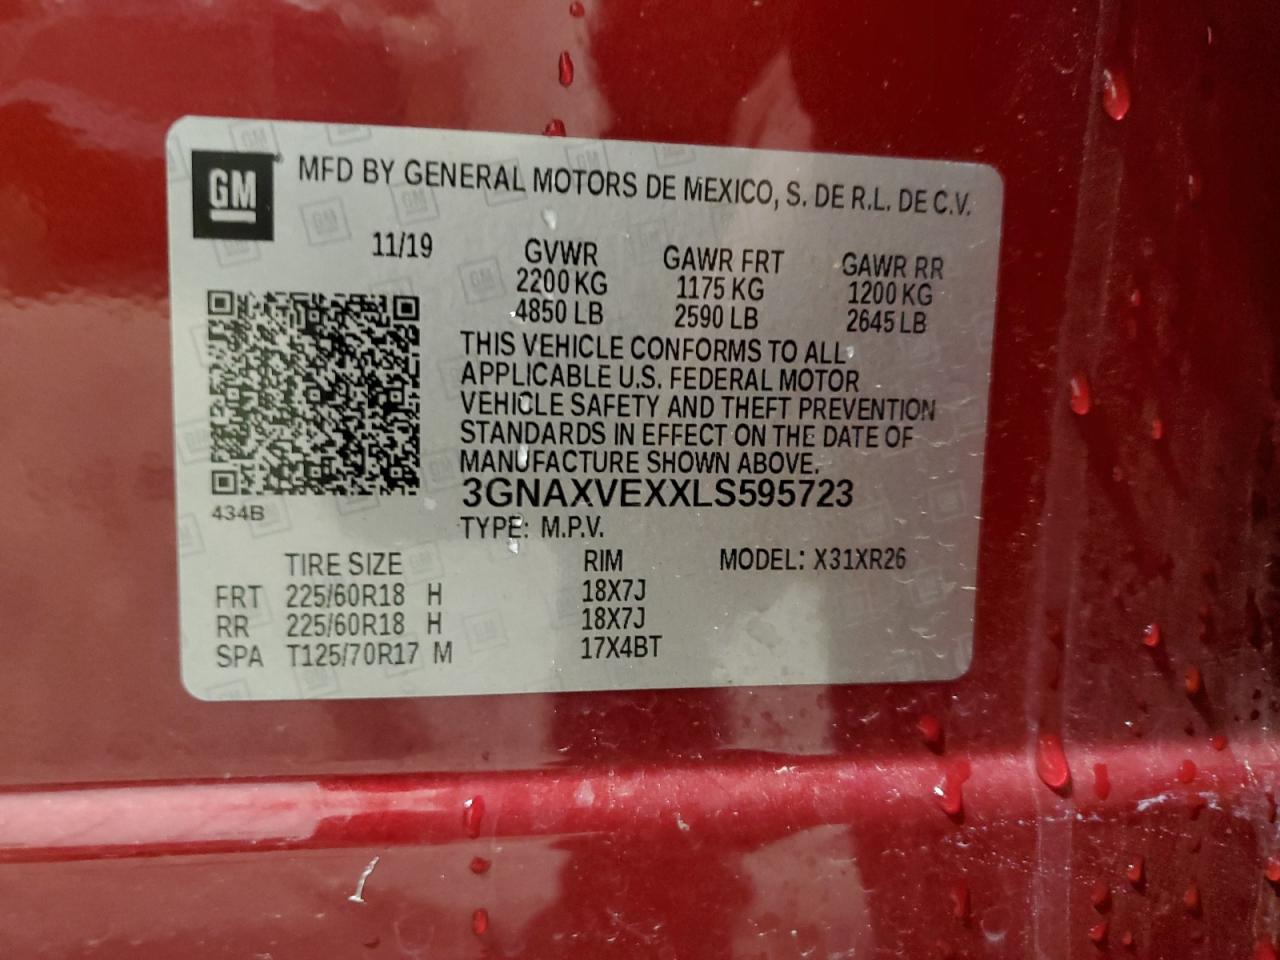 GM MFD BY GENERAL MOTORS DE MEXICO, S. DE R.L. DE C.V.
11/19 GVWR GAWR FRT GAWR RR
2200 KG 1175 KG 1200 KG
4850 LB 2590 LB 2645 LB
THIS VEHICLE CONFORMS TO ALL
APPLICABLE U.S. FEDERAL MOTOR
VEHICLE SAFETY AND THEFT PREVENTION
STANDARDS IN EFFECT ON THE DATE OF
MANUFACTURE SHOWN ABOVE.
3GNAXVEXXLS595723
434B
TYPE: M.P.V.
TIRE SIZE RIM MODEL: X31XR26
FRT 225/60R18 H 18X7J
RR 225/60R18 H 18X7J
SPA T125/70R17 M 17X4BT